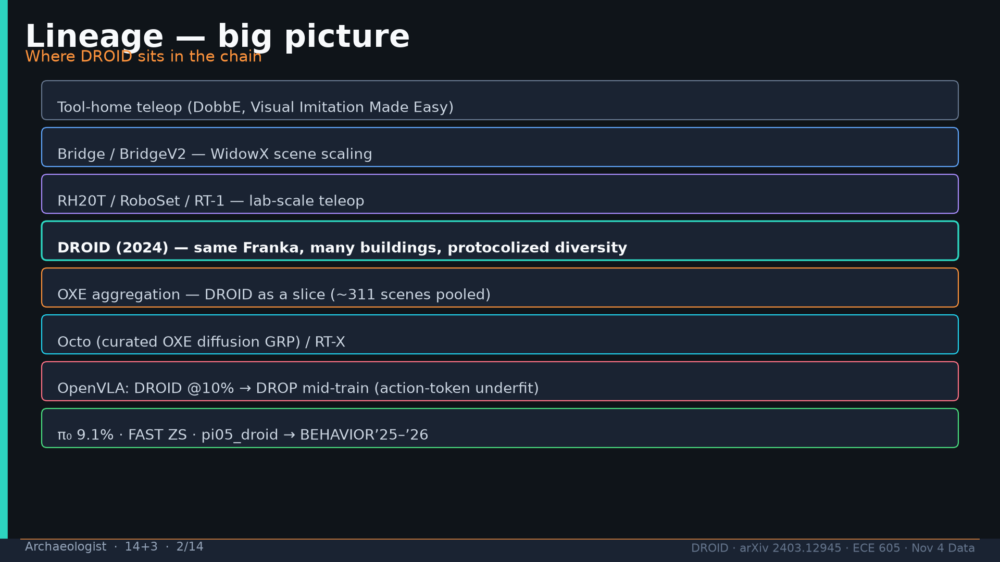 Lineage — big picture
Where DROID sits in the chain
Tool-home teleop (DobbE, Visual Imitation Made Easy)
Bridge / BridgeV2 — WidowX scene scaling
RH20T / RoboSet / RT-1 — lab-scale teleop
DROID (2024) — same Franka, many buildings, protocolized diversity
OXE aggregation — DROID as a slice (~311 scenes pooled)
Octo (curated OXE diffusion GRP) / RT-X
OpenVLA: DROID @10% → DROP mid-train (action-token underfit)
π₀ 9.1% · FAST ZS · pi05_droid → BEHAVIOR’25–’26
Archaeologist · 14+3 · 2/14
DROID · arXiv 2403.12945 · ECE 605 · Nov 4 Data